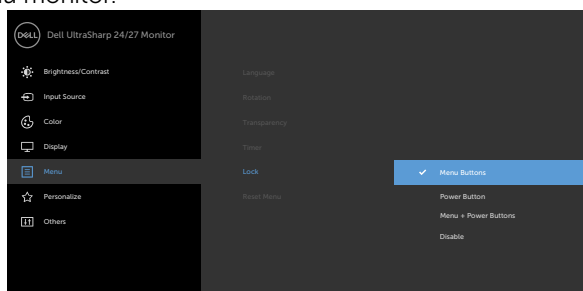 DELL
Dell UltraSharp 24/27 Monitor
Brightness/Contrast
Input Source
Color
Display
Menu
Personalize
Others
Language
Rotation
Transparency
Timer
Lock
Reset Menu
Menu Buttons
Power Button
Menu + Power Buttons
Disable